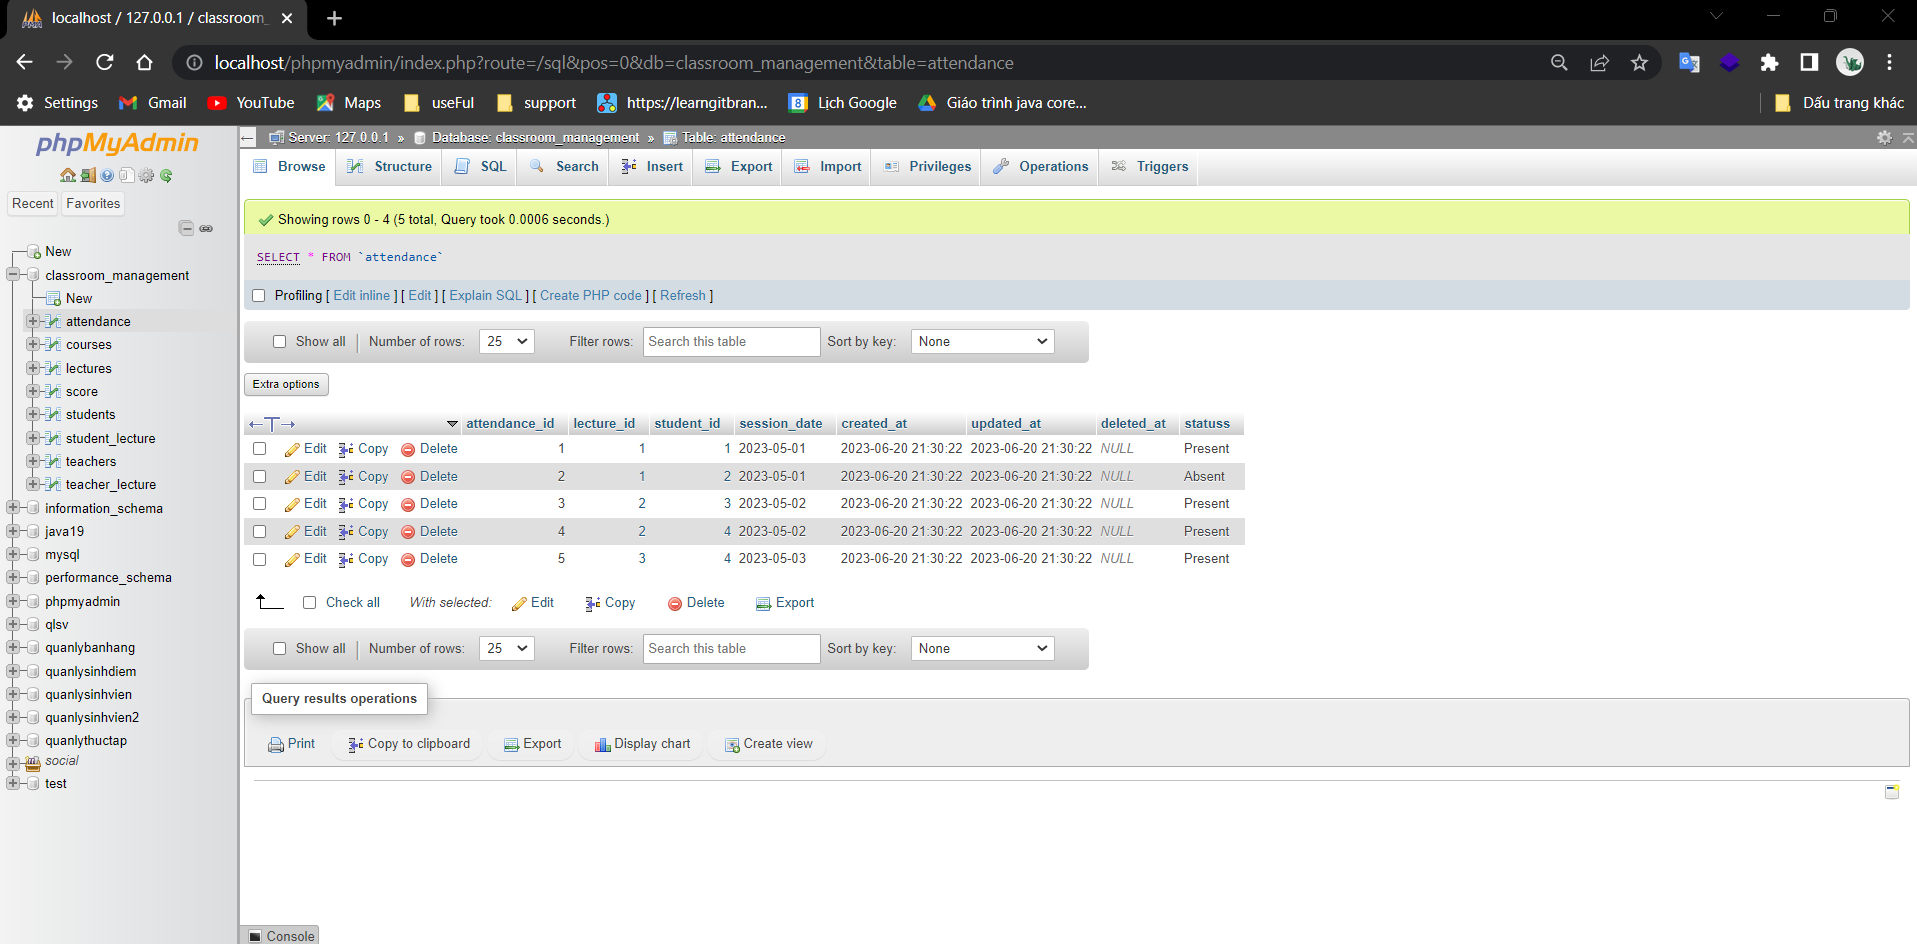 localhost / 127.0.0.1 / classroom_
localhost/phpmyadmin/index.php?route=/sql&pos=0&db=classroom_management&table=attendance
Settings Gmail YouTube Maps useFul support https://learngitbran... 8 Lịch Google Giáo trình java core... Dấu trang khác
phpMyAdmin
Recent Favorites
New
classroom_management
New
attendance
courses
lectures
score
students
student_lecture
teachers
teacher_lecture
information_schema
java19
mysql
performance_schema
phpmyadmin
qlsv
quanlybanhang
quanlysinhdiem
quanlysinhvien
quanlysinhvien2
quanlythuctap
social
test
Server: 127.0.0.1 » Database: classroom_management » Table: attendance
Browse Structure SQL Search Insert Export Import Privileges Operations Triggers
Showing rows 0 - 4 (5 total, Query took 0.0006 seconds.)
SELECT * FROM `attendance`
Profiling [ Edit inline ] [ Edit ] [ Explain SQL ] [ Create PHP code ] [ Refresh ]
Show all Number of rows: 25 Filter rows: Search this table Sort by key: None
Extra options
←T→ attendance_id lecture_id student_id session_date created_at updated_at deleted_at statuss
Edit Copy Delete 1 1 1 2023-05-01 2023-06-20 21:30:22 2023-06-20 21:30:22 NULL Present
Edit Copy Delete 2 1 2 2023-05-01 2023-06-20 21:30:22 2023-06-20 21:30:22 NULL Absent
Edit Copy Delete 3 2 3 2023-05-02 2023-06-20 21:30:22 2023-06-20 21:30:22 NULL Present
Edit Copy Delete 4 2 4 2023-05-02 2023-06-20 21:30:22 2023-06-20 21:30:22 NULL Present
Edit Copy Delete 5 3 4 2023-05-03 2023-06-20 21:30:22 2023-06-20 21:30:22 NULL Present
Check all With selected: Edit Copy Delete Export
Show all Number of rows: 25 Filter rows: Search this table Sort by key: None
Query results operations
Print Copy to clipboard Export Display chart Create view
Console